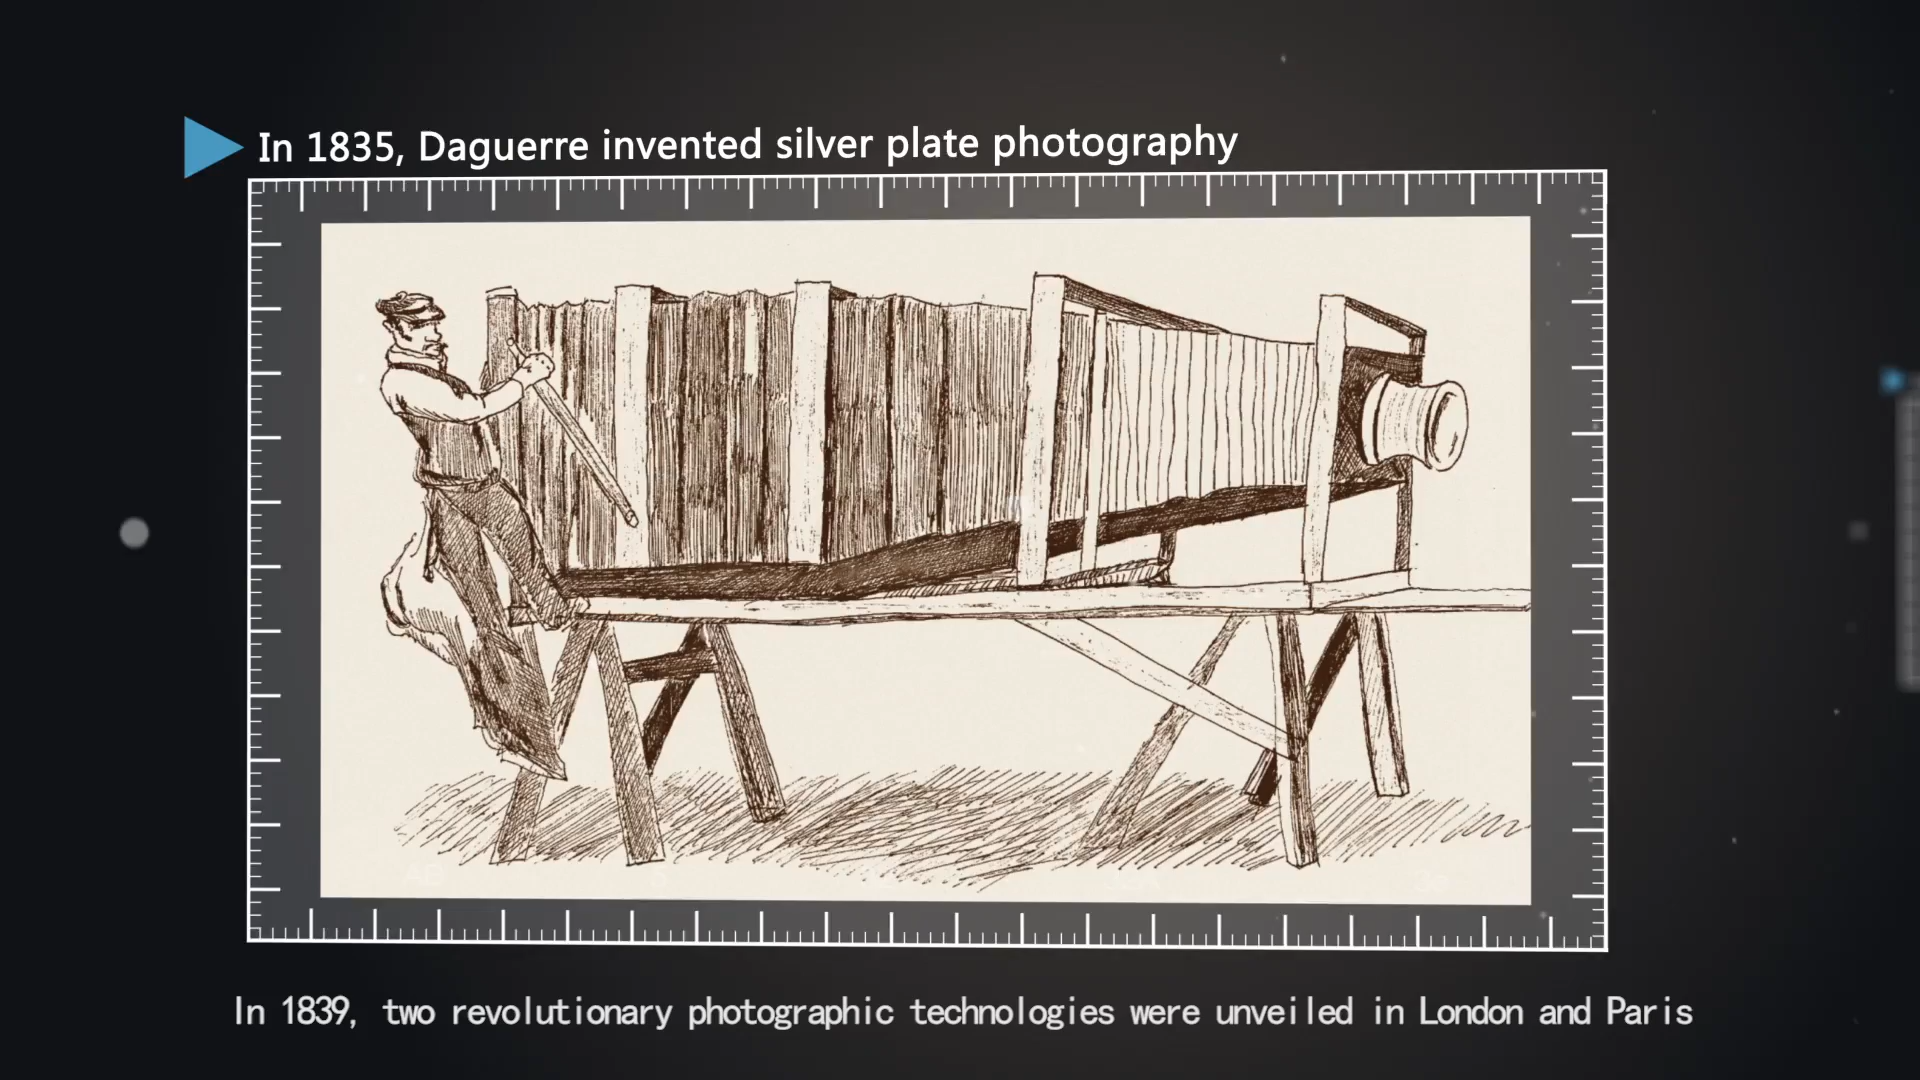 In 1835, Daguerre invented silver plate photography
In 1839, two revolutionary photographic technologies were unveiled in London and Paris